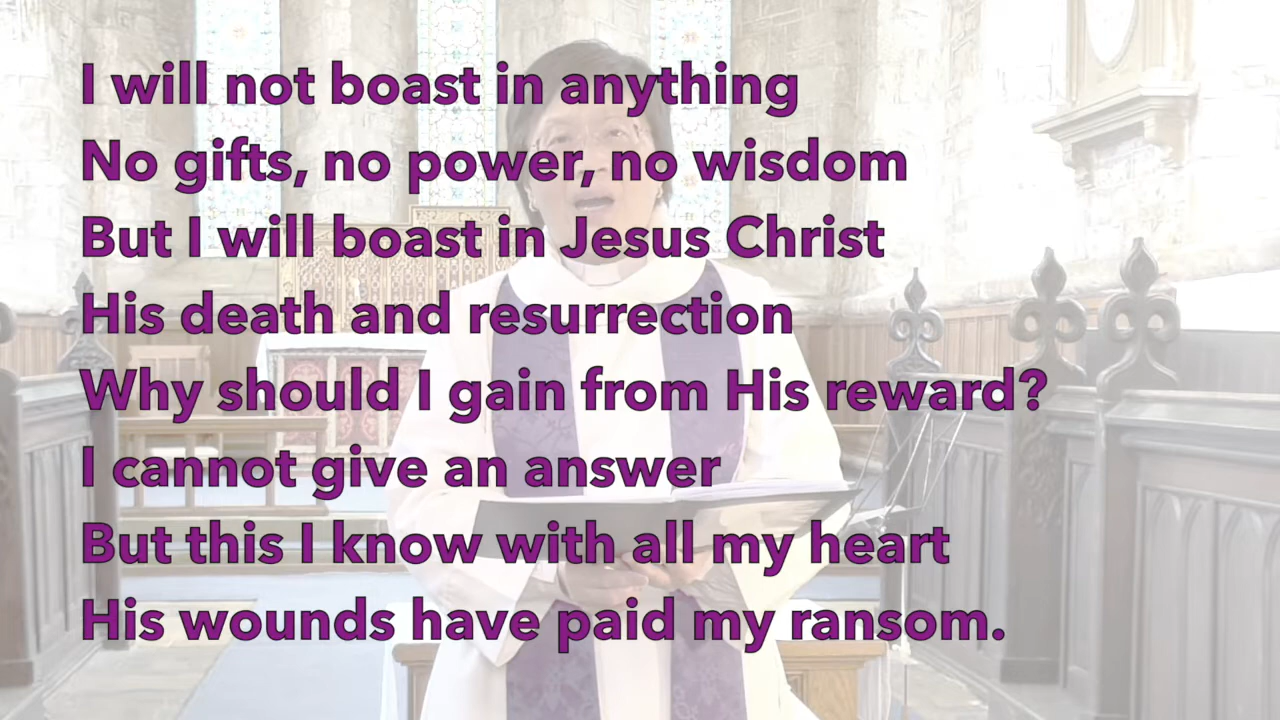 I will not boast in anything
No gifts, no power, no wisdom
But I will boast in Jesus Christ
His death and resurrection
Why should I gain from His reward?
I cannot give an answer
But this I know with all my heart
His wounds have paid my ransom.